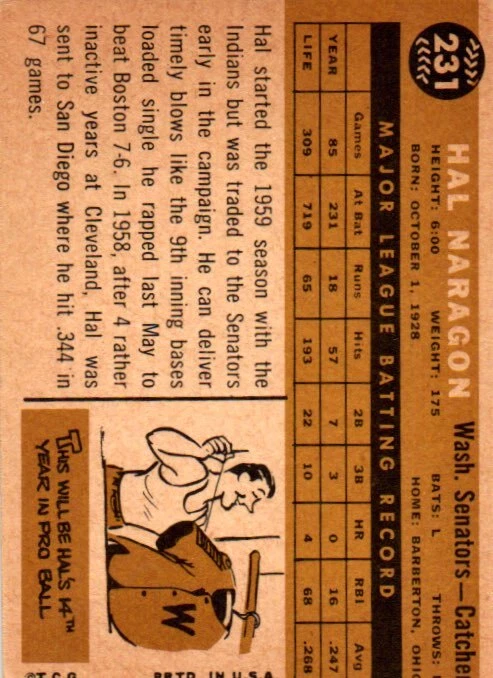 231
HAL NARAGON Wash. Senators—Catche
HEIGHT: 6:00 WEIGHT: 175 BATS: L THROWS:
BORN: OCTOBER 1, 1928 HOME: BARBERTON, OHIO
MAJOR LEAGUE BATTING RECORD
Games At Bat Runs Hits 2B 3B HR RBI Avg
YEAR 85 231 18 57 7 3 0 16 .247
LIFE 309 719 65 193 22 10 4 68 .268
Hal started the 1959 season with the
Indians but was traded to the Senators
early in the campaign. He can deliver
timely blows like the 9th inning bases
loaded single he rapped last May to
beat Boston 7-6. In 1958, after 4 rather
inactive years at Cleveland, Hal was
sent to San Diego where he hit .344 in
67 games.
W
THIS WILL BE HAL'S 14TH
YEAR IN PRO BALL
©T.C.G. PRTD. IN U.S.A.